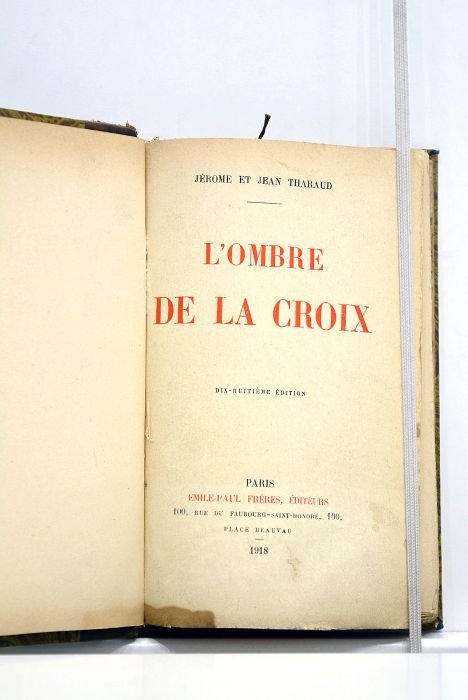 JÉROME ET JEAN THARAUD
L'OMBRE
DE LA CROIX
DIX-HUITIÈME ÉDITION
PARIS
EMILE-PAUL FRÈRES, ÉDITEURS
100, RUE DU FAUBOURG-SAINT-HONORÉ, 100,
PLACE BEAUVAU
1918